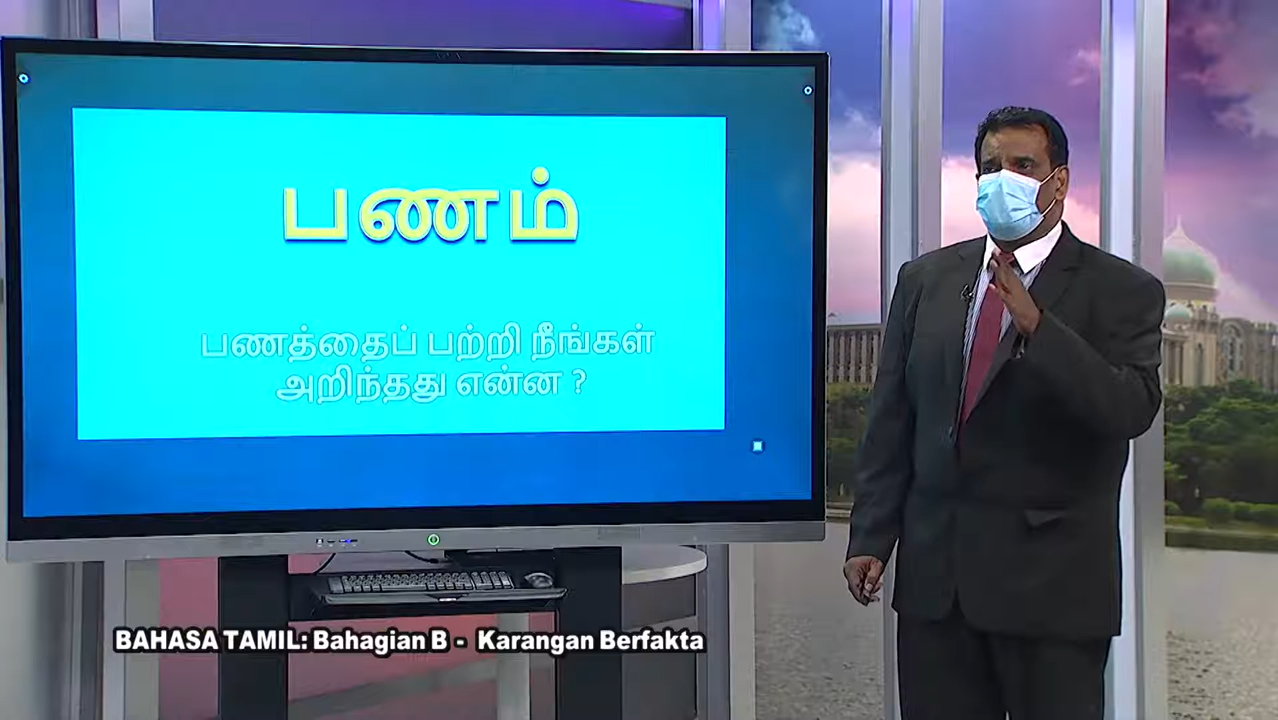 பணம்
பணத்தைப் பற்றி நீங்கள்
அறிந்தது என்ன ?
BAHASA TAMIL: Bahagian B - Karangan Berfakta